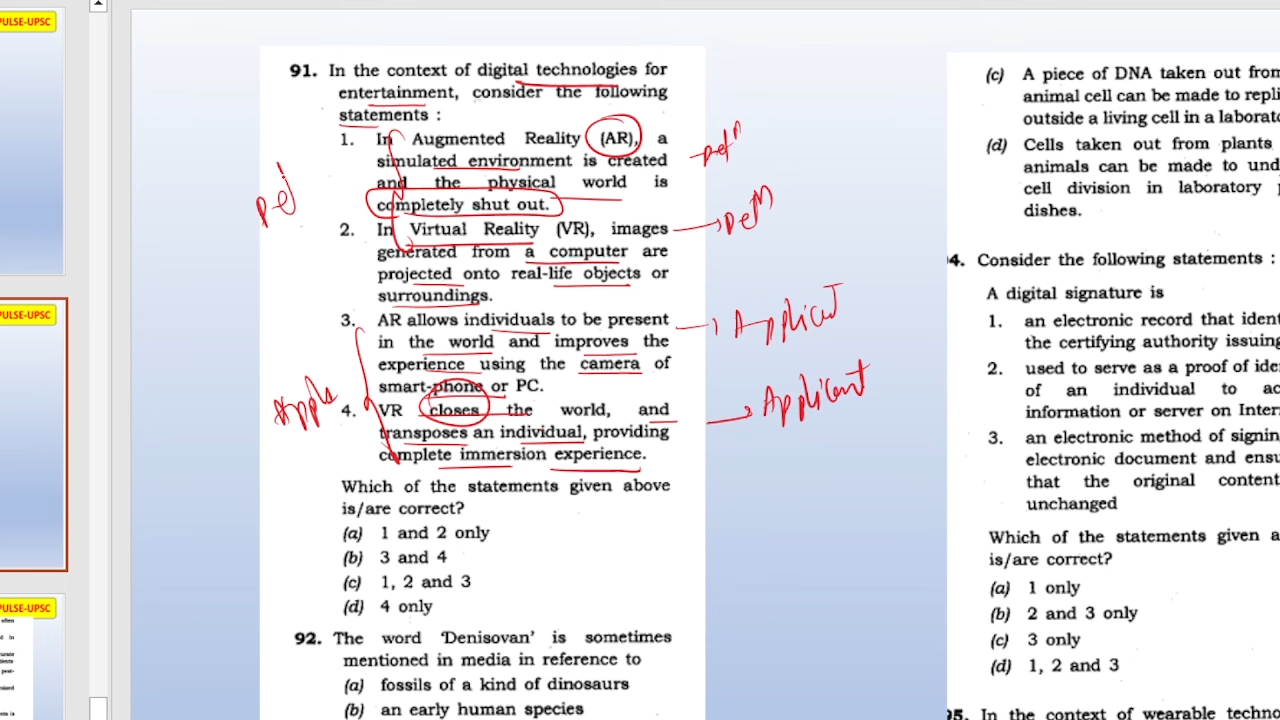 PULSE-UPSC
PULSE-UPSC
PULSE-UPSC
91. In the context of digital technologies for
entertainment, consider the following
statements :
1. In Augmented Reality (AR), a
simulated environment is created
and the physical world is
completely shut out.
2. In Virtual Reality (VR), images
generated from a computer are
projected onto real-life objects or
surroundings.
3. AR allows individuals to be present
in the world and improves the
experience using the camera of
smart-phone or PC.
4. VR closes the world, and
transposes an individual, providing
complete immersion experience.
Which of the statements given above
is/are correct?
(a) 1 and 2 only
(b) 3 and 4
(c) 1, 2 and 3
(d) 4 only
92. The word 'Denisovan' is sometimes
mentioned in media in reference to
(a) fossils of a kind of dinosaurs
(b) an early human species
(c) A piece of DNA taken out from
animal cell can be made to repli
outside a living cell in a laborato
(d) Cells taken out from plants
animals can be made to und
cell division in laboratory
dishes.
4. Consider the following statements :
A digital signature is
1. an electronic record that ident
the certifying authority issuing
2. used to serve as a proof of ide
of an individual to ac
information or server on Inter
3. an electronic method of signin
electronic document and ensu
that the original content
unchanged
Which of the statements given a
is/are correct?
(a) 1 only
(b) 2 and 3 only
(c) 3 only
(d) 1, 2 and 3
95. In the context of wearable techno